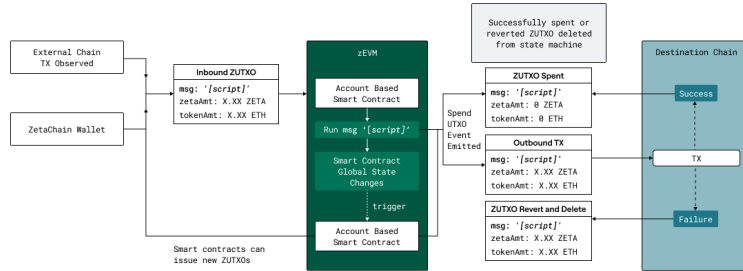 External Chain
TX Observed
ZetaChain Wallet
Inbound ZUTXO
msg: '[script]'
zetaAmt: X.XX ZETA
tokenAmt: X.XX ETH
Smart contracts can
issue new ZUTXOs
zEVM
Account Based
Smart Contract
Run msg '[script]'
Smart Contract
Global State
Changes
trigger
Account Based
Smart Contract
Spend
UTXO
Event
Emitted
Successfully spent or
reverted ZUTXO deleted
from state machine
ZUTXO Spent
msg: '[script]'
zetaAmt: 0 ZETA
tokenAmt: 0 ETH
Outbound TX
msg: '[script]'
zetaAmt: X.XX ZETA
tokenAmt: X.XX ETH
ZUTXO Revert and Delete
msg: '[script]'
zetaAmt: X.XX ZETA
tokenAmt: X.XX ETH
Destination Chain
Success
TX
Failure